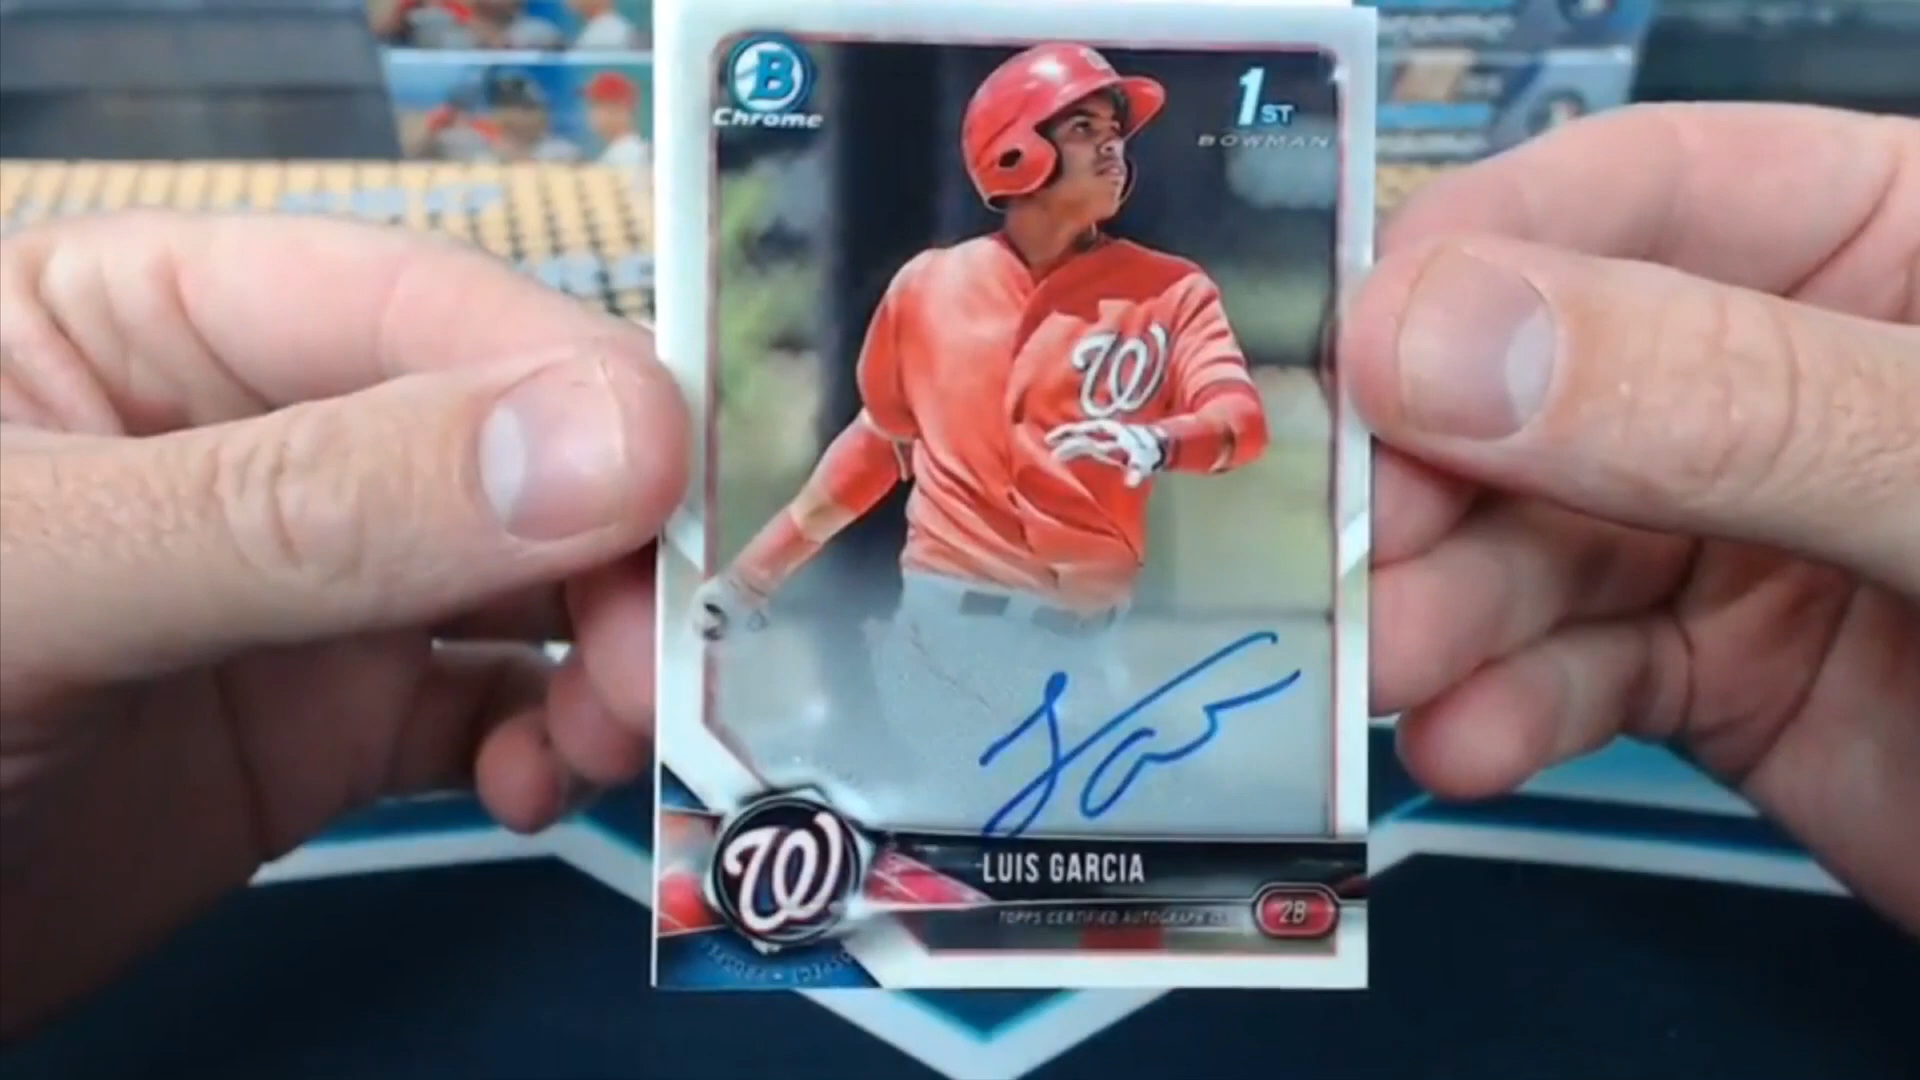 B
Chrome
1ST
BOWMAN
W
LUIS GARCIA
TOPPS CERTIFIED AUTOGRAPH
2B
W